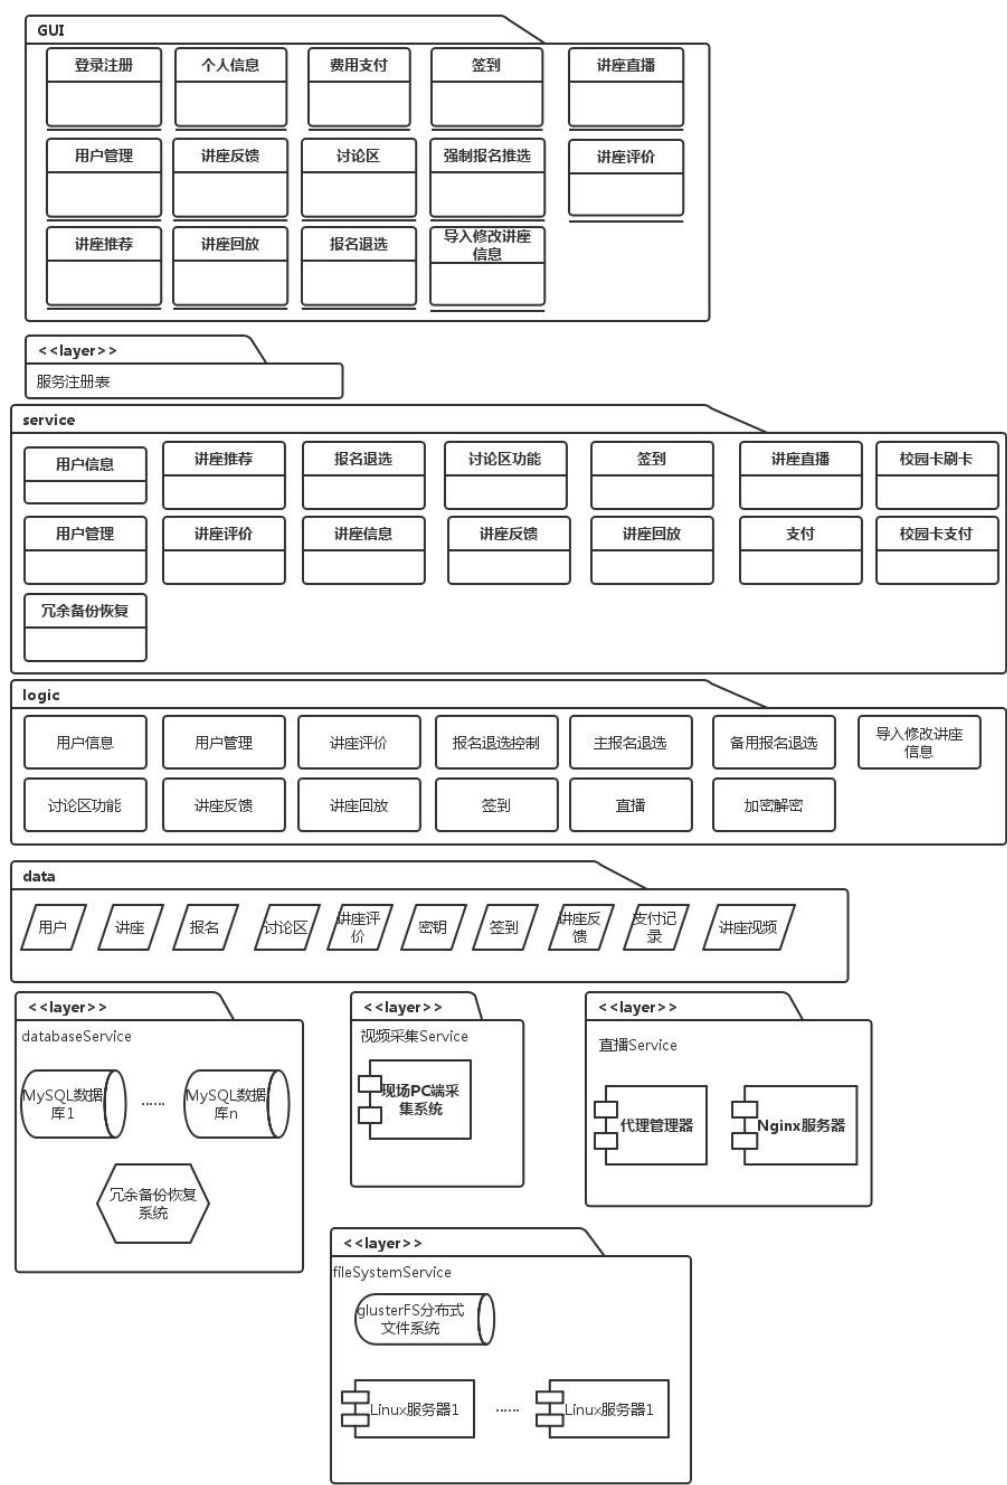 GUI
登录注册
个人信息
费用支付
签到
讲座直播
用户管理
讲座反馈
讨论区
强制报名推选
讲座评价
讲座推荐
讲座回放
报名退选
导入修改讲座
信息
<<layer>>
服务注册表
service
用户信息
讲座推荐
报名退选
讨论区功能
签到
讲座直播
校园卡刷卡
用户管理
讲座评价
讲座信息
讲座反馈
讲座回放
支付
校园卡支付
冗余备份恢复
logic
用户信息
用户管理
讲座评价
报名退选控制
主报名退选
备用报名退选
导入修改讲座
信息
讨论区功能
讲座反馈
讲座回放
签到
直播
加密解密
data
用户
讲座
报名
讨论区
讲座评
价
密钥
签到
讲座反
馈
支付记
录
讲座视频
<<layer>>
databaseService
MySQL数据
库1
......
MySQL数据
库n
冗余备份恢复
系统
<<layer>>
视频采集Service
现场PC端采
集系统
<<layer>>
直播Service
代理管理器
Nginx服务器
<<layer>>
fileSystemService
glusterFS分布式
文件系统
Linux服务器1
......
Linux服务器1